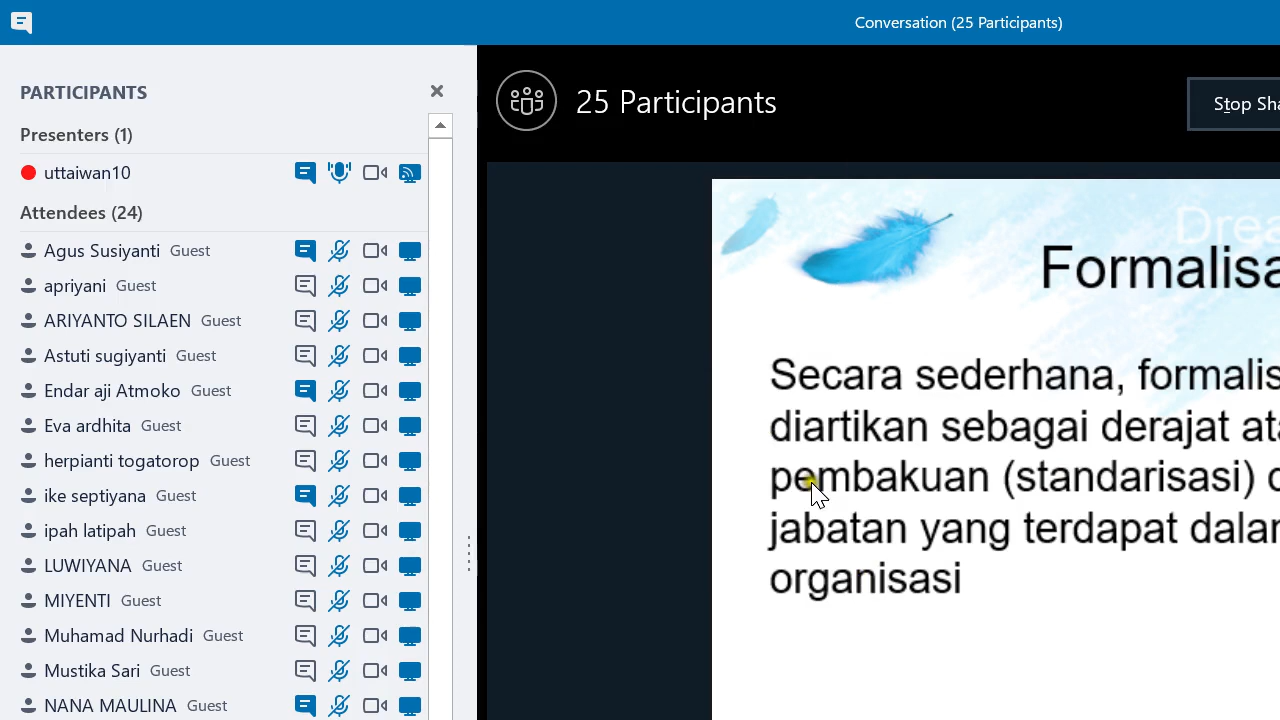 Conversation (25 Participants)
PARTICIPANTS
Presenters (1)
uttaiwan10
Attendees (24)
Agus Susiyanti Guest
apriyani Guest
ARIYANTO SILAEN Guest
Astuti sugiyanti Guest
Endar aji Atmoko Guest
Eva ardhita Guest
herpianti togatorop Guest
ike septiyana Guest
ipah latipah Guest
LUWIYANA Guest
MIYENTI Guest
Muhamad Nurhadi Guest
Mustika Sari Guest
NANA MAULINA Guest
25 Participants
Stop Sha
Drea
Formalisa
Secara sederhana, formalis
diartikan sebagai derajat ata
pembakuan (standarisasi) d
jabatan yang terdapat dalan
organisasi